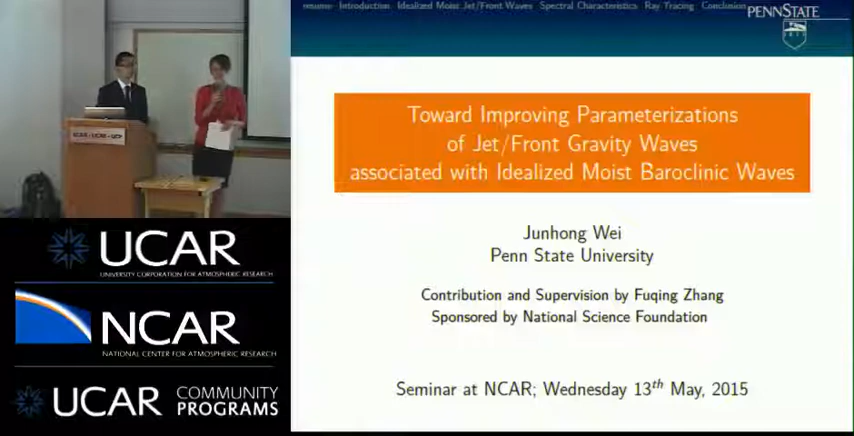 Introduction Idealized Moist Jet/Front Waves Spectral Characteristics Ray Tracing Conclusion
PENNSTATE
Toward Improving Parameterizations
of Jet/Front Gravity Waves
associated with Idealized Moist Baroclinic Waves
Junhong Wei
Penn State University
Contribution and Supervision by Fuqing Zhang
Sponsored by National Science Foundation
Seminar at NCAR; Wednesday 13th May, 2015
UCAR
UNIVERSITY CORPORATION FOR ATMOSPHERIC RESEARCH
NCAR
NATIONAL CENTER FOR ATMOSPHERIC RESEARCH
UCAR COMMUNITY
PROGRAMS